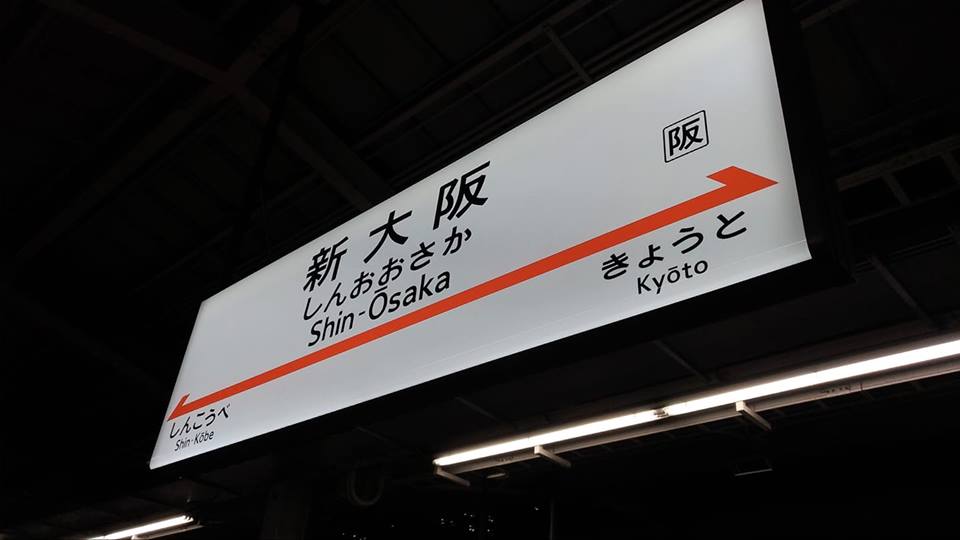 阪
新大阪
しんおおさか
Shin-Ōsaka
きょうと
Kyōto
しんこうべ
Shin-Kōbe